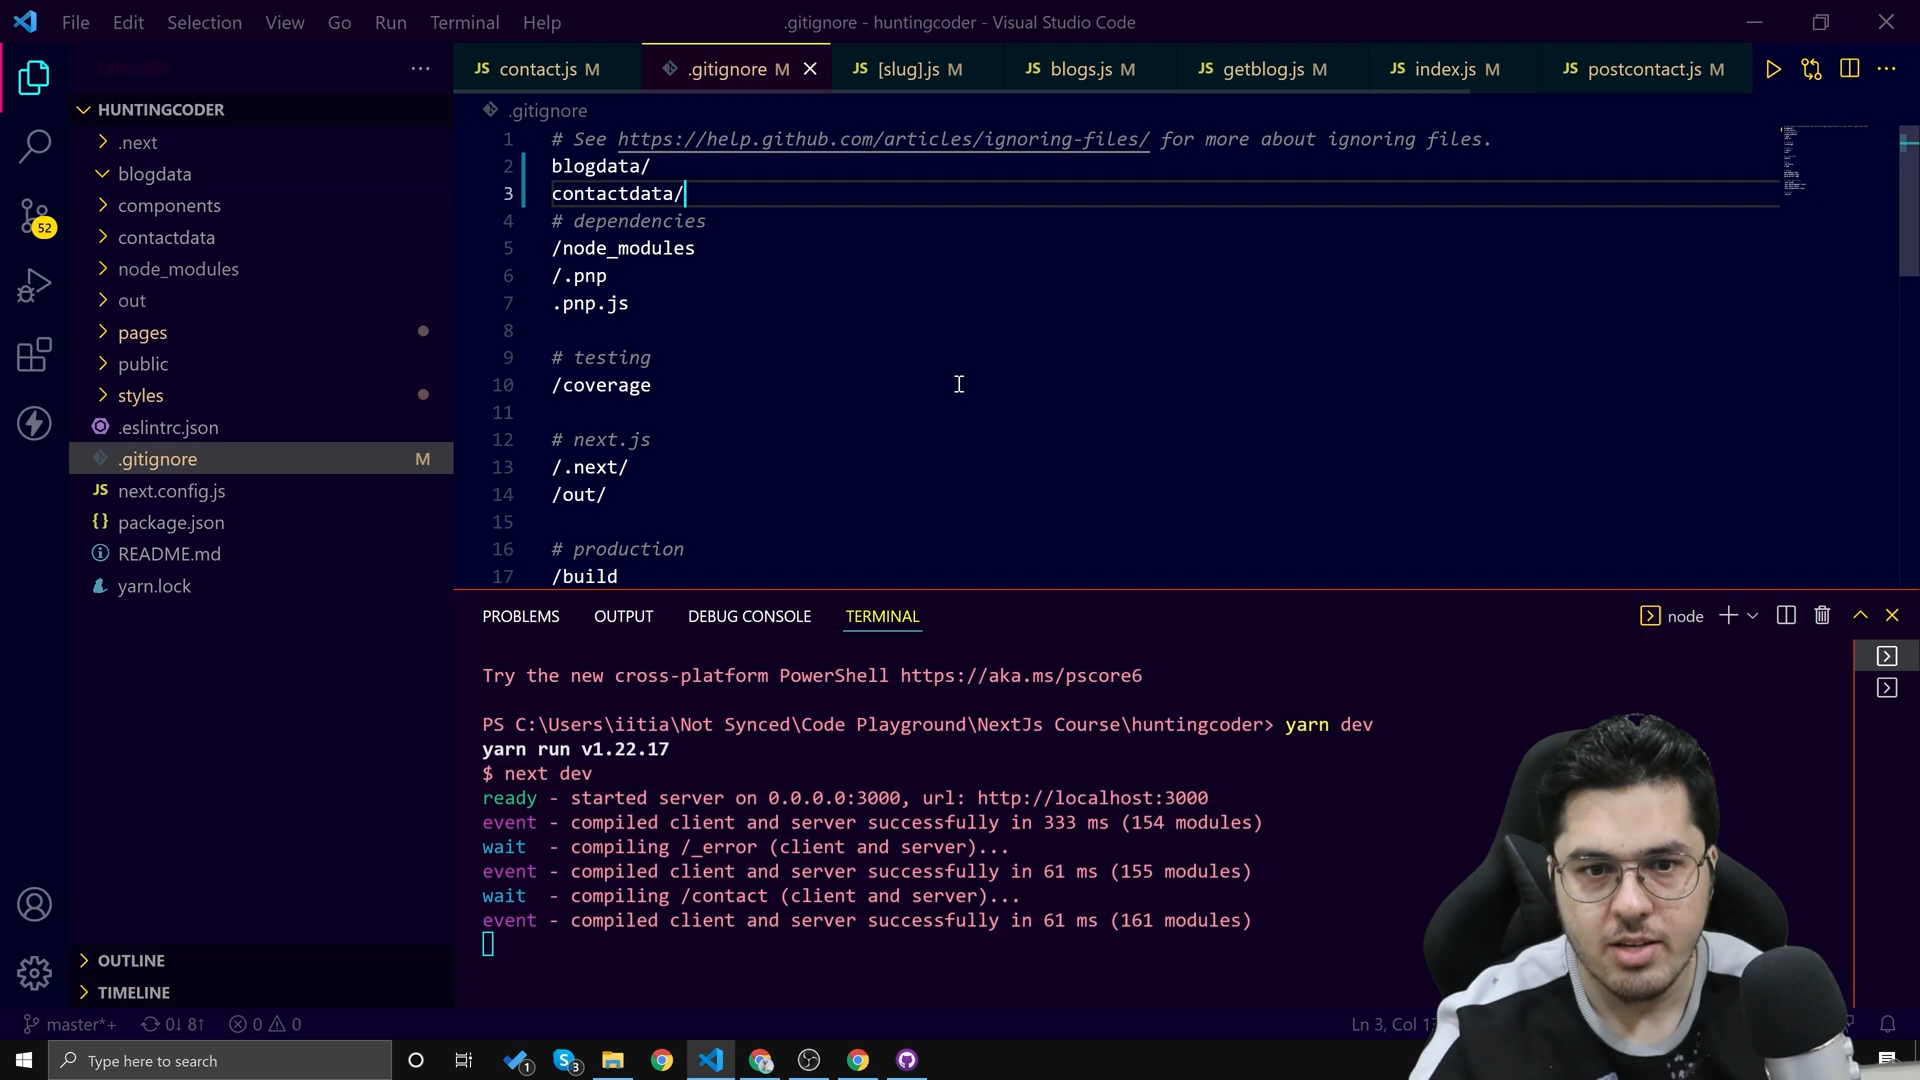 File Edit Selection View Go Run Terminal Help
.gitignore - huntingcoder - Visual Studio Code
JS contact.js M
.gitignore M
JS [slug].js M
JS blogs.js M
JS getblog.js M
JS index.js M
JS postcontact.js M
HUNTINGCODER
.next
blogdata
components
contactdata
node_modules
out
pages
public
styles
.eslintrc.json
.gitignore M
JS next.config.js
{} package.json
README.md
yarn.lock
OUTLINE
TIMELINE
52
.gitignore
1 # See https://help.github.com/articles/ignoring-files/ for more about ignoring files.
2 blogdata/
3 contactdata/
4 # dependencies
5 /node_modules
6 /.pnp
7 .pnp.js
8
9 # testing
10 /coverage
11
12 # next.js
13 /.next/
14 /out/
15
16 # production
17 /build
PROBLEMS OUTPUT DEBUG CONSOLE TERMINAL
node
Try the new cross-platform PowerShell https://aka.ms/pscore6
PS C:\Users\iitia\Not Synced\Code Playground\NextJs Course\huntingcoder> yarn dev
yarn run v1.22.17
$ next dev
ready - started server on 0.0.0.0:3000, url: http://localhost:3000
event - compiled client and server successfully in 333 ms (154 modules)
wait - compiling /_error (client and server)...
event - compiled client and server successfully in 61 ms (155 modules)
wait - compiling /contact (client and server)...
event - compiled client and server successfully in 61 ms (161 modules)
master*+ 0↓ 8↑ 0 0
Ln 3, Col
Type here to search
1
3